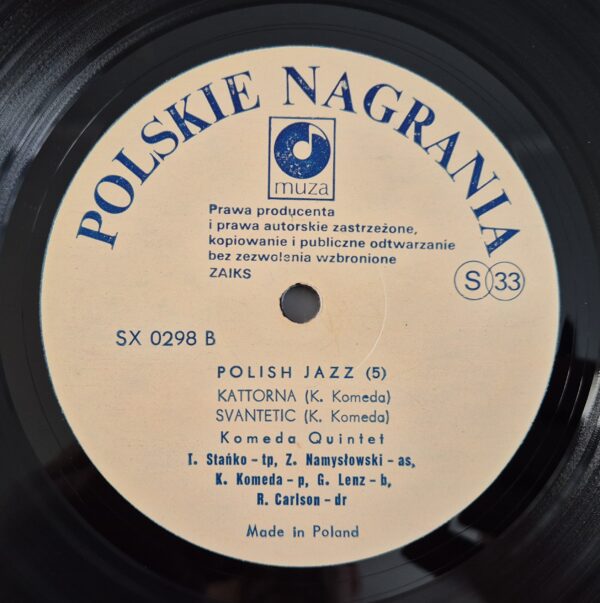 POLSKIE NAGRANIA
muza
Prawa producenta
i prawa autorskie zastrzeżone,
kopiowanie i publiczne odtwarzanie
bez zezwolenia wzbronione
ZAIKS
S 33
SX 0298 B
POLISH JAZZ (5)
KATTORNA (K. Komeda)
SVANTETIC (K. Komeda)
Komeda Quintet
T. Stańko – tp, Z. Namysłowski – as,
K. Komeda – p, G. Lenz – b,
R. Carlson – dr
Made in Poland